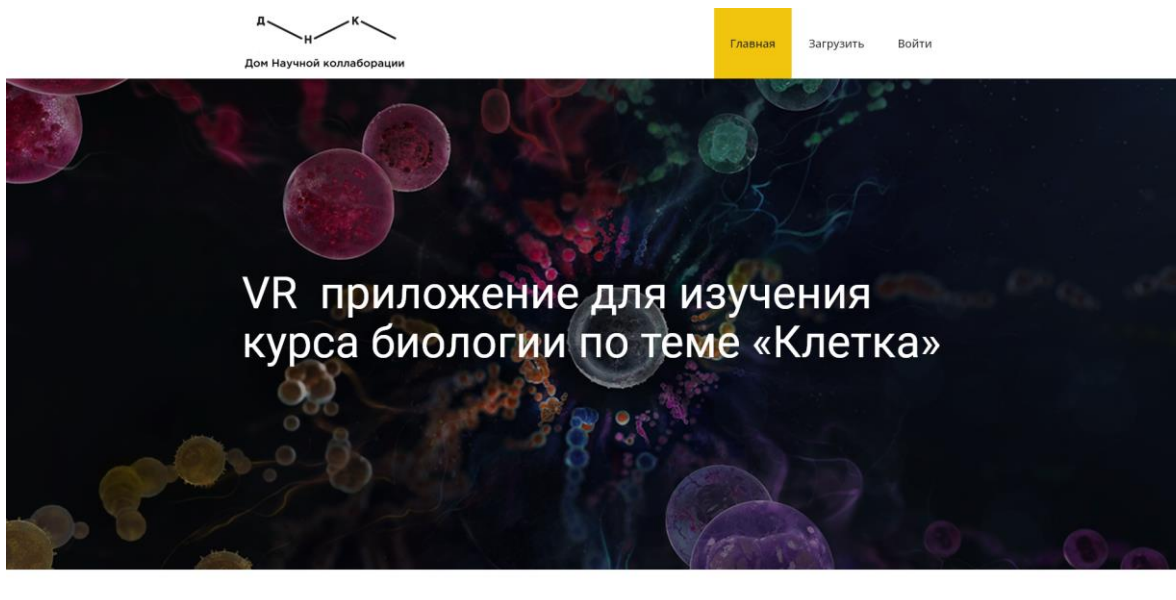 Д
К
Н
Дом Научной коллаборации
Главная
Загрузить
Войти
VR приложение для изучения
курса биологии по теме «Клетка»